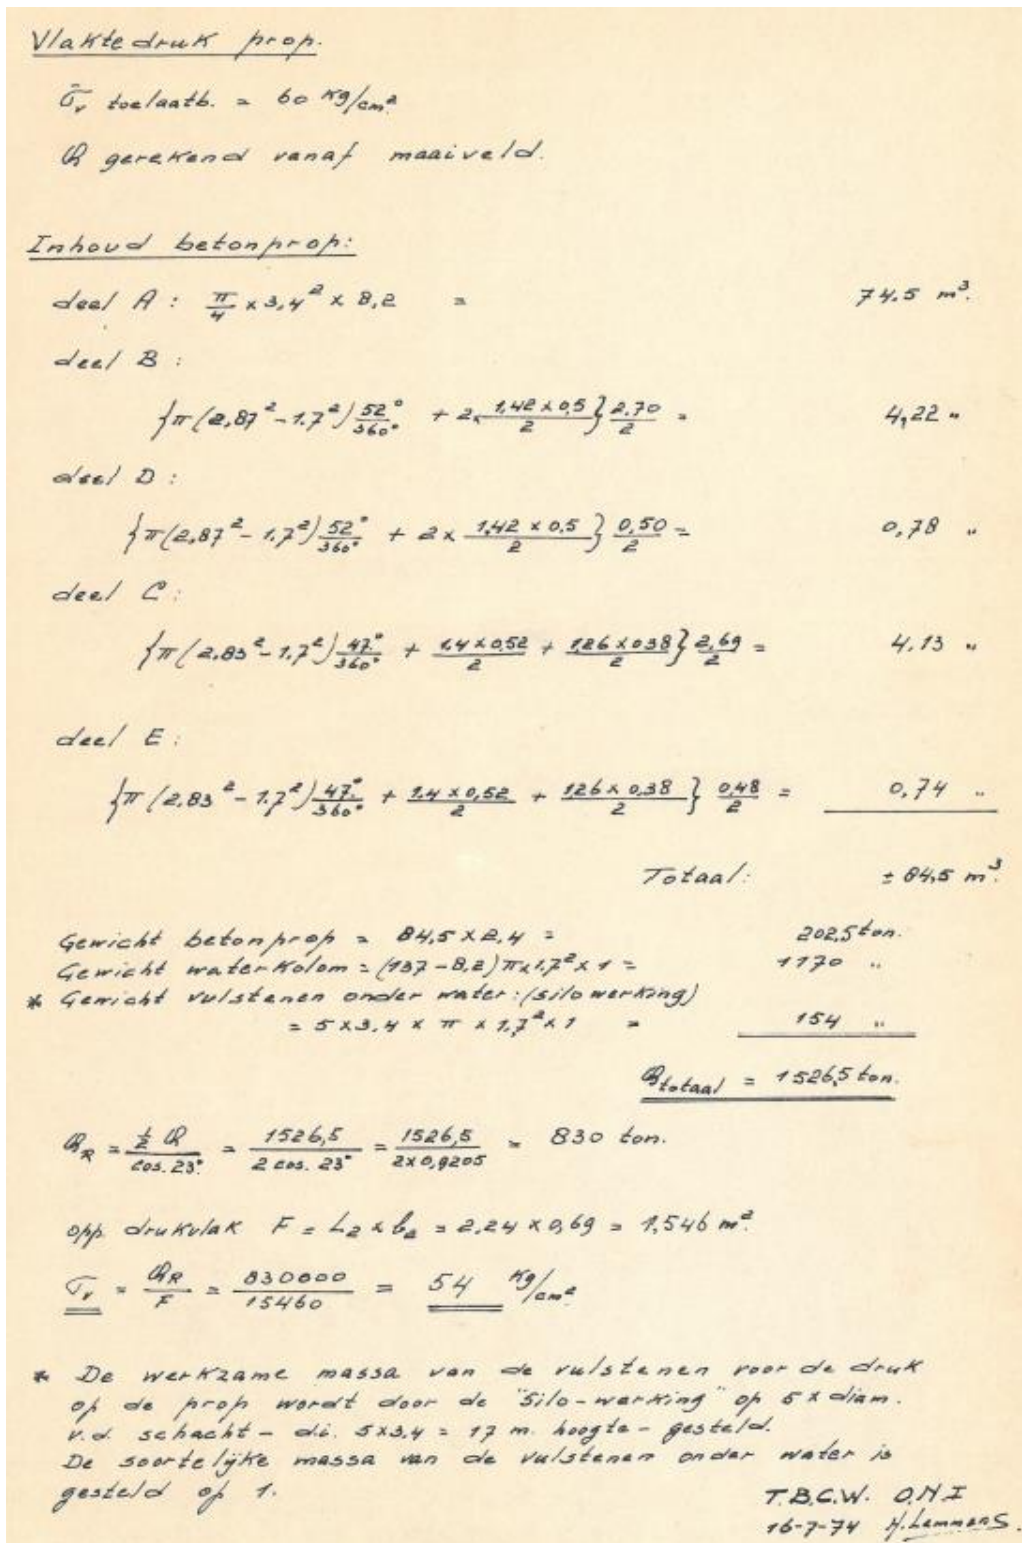 Vlaktedruk prop.
σ̄ᵥ toelaatb. = 60 kg/cm²
Q gerekend vanaf maaiveld.
Inhoud betonprop:
deel A : π/4 x 3,4² x 8,2 = 74,5 m³.
deel B :
{π(2,87² - 1.7²) 52°/360° + 2x 1,42 x 0,5/2} 2,70/2 = 4,22 "
deel D :
{π(2,87² - 1,7²) 52°/360° + 2x 1,42 x 0.5/2} 0,50/2 = 0,78 "
deel C :
{π(2,83² - 1,7²) 47°/360° + 1.4 x 0,52/2 + 1,26 x 0,38/2} 2,69/2 = 4.13 "
deel E :
{π(2,83² - 1.7²) 47°/360° + 1.4 x 0,52/2 + 1,26 x 0,38/2} 0,48/2 = 0,74 "
Totaal: ± 84,5 m³.
Gewicht betonprop = 84,5 x 2,4 = 202,5 ton.
Gewicht waterkolom = (137 - 8,2) π x 1,7² x 1 = 1170 "
* Gewicht vulstenen onder water: (silowerking)
= 5 x 3,4 x π x 1,7² x 1 = 154 "
Qtotaal = 1526,5 ton.
Q_R = ½ Q/cos. 23° = 1526,5/2 cos. 23° = 1526,5/2 x 0,9205 = 830 ton.
opp. drukvlak F = L₂ x b₂ = 2,24 x 0,69 = 1,546 m².
σᵥ = Q_R/F = 830000/15460 = 54 kg/cm²
* De werkzame massa van de vulstenen voor de druk
op de prop wordt door de "Silo-werking" op 5 x diam.
v.d. schacht - d.i. 5x3,4 = 17 m. hoogte - gesteld.
De soortelijke massa van de vulstenen onder water is
gesteld op 1.
T.B.C.W. O.N.I
16-7-74 H. Lemmens.